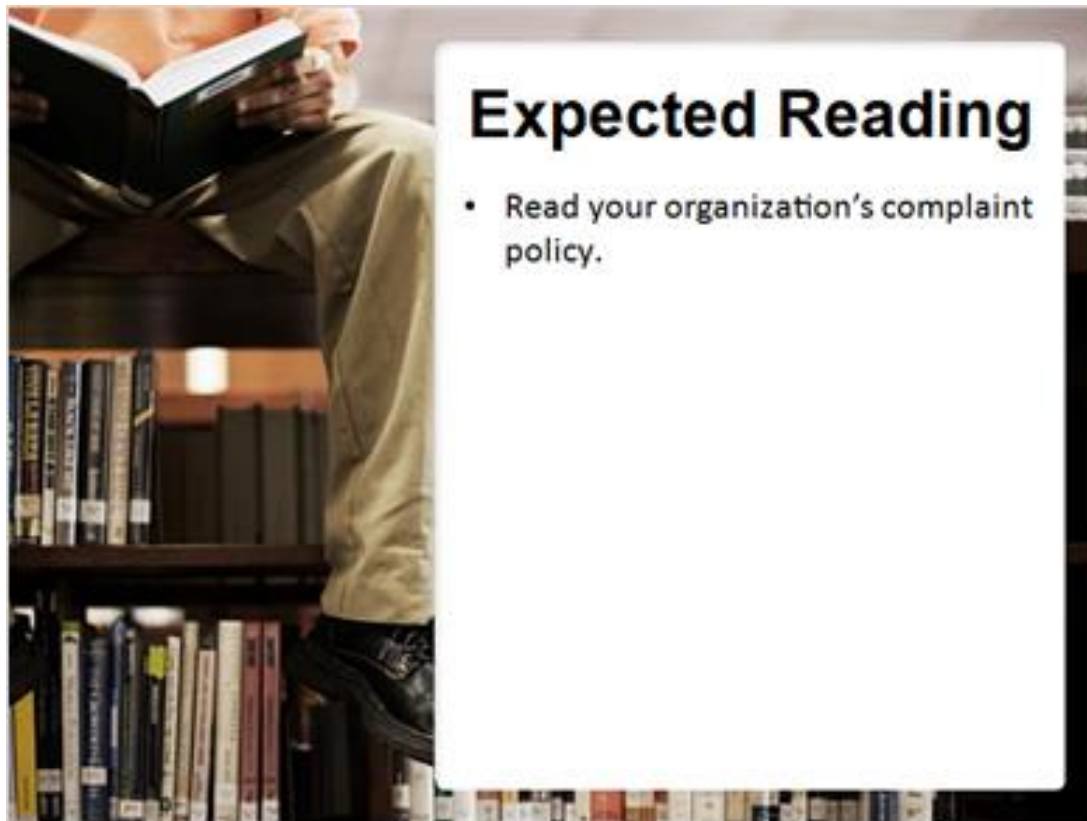 Expected Reading
• Read your organization’s complaint
policy.